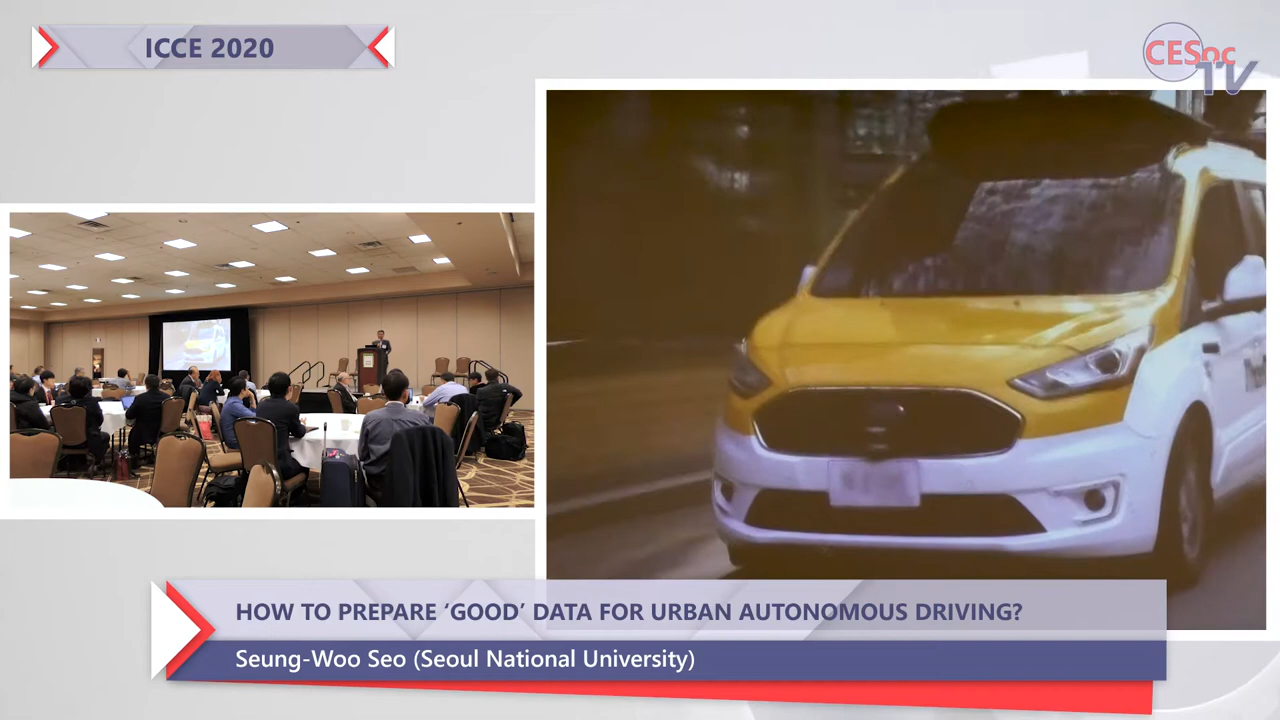 ICCE 2020
CESoc
TV
HOW TO PREPARE ‘GOOD’ DATA FOR URBAN AUTONOMOUS DRIVING?
Seung-Woo Seo (Seoul National University)